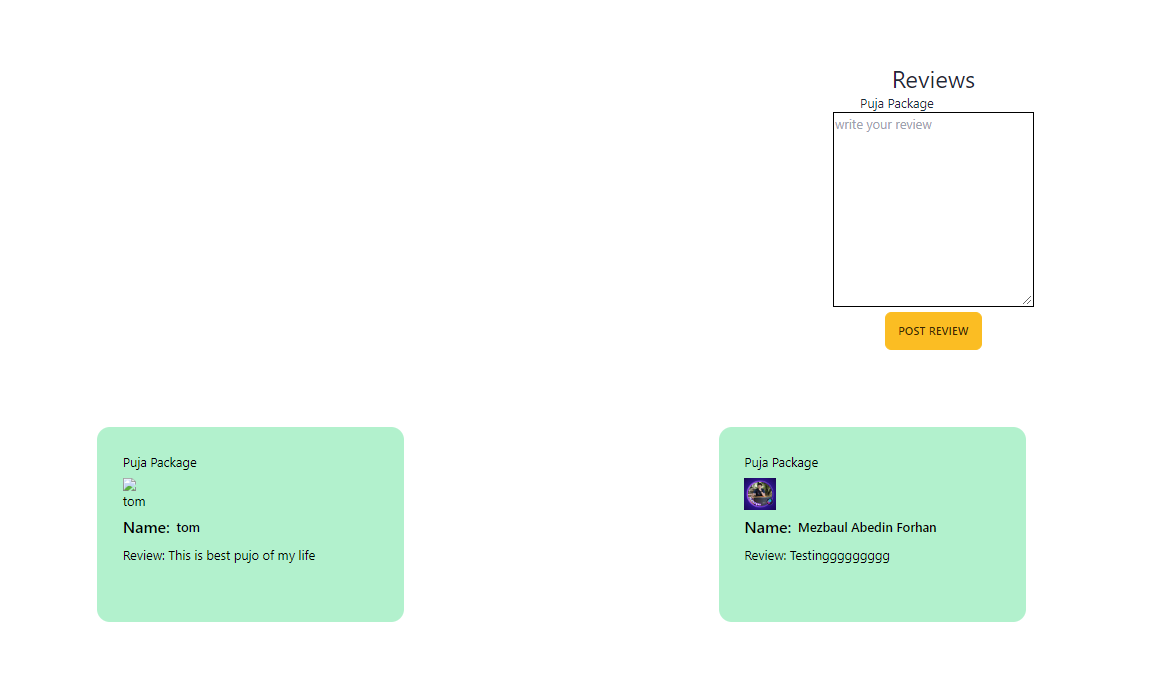 Reviews
Puja Package
write your review
POST REVIEW
Puja Package
tom
Name: tom
Review: This is best pujo of my life
Puja Package
Name: Mezbaul Abedin Forhan
Review: Testinggggggggg